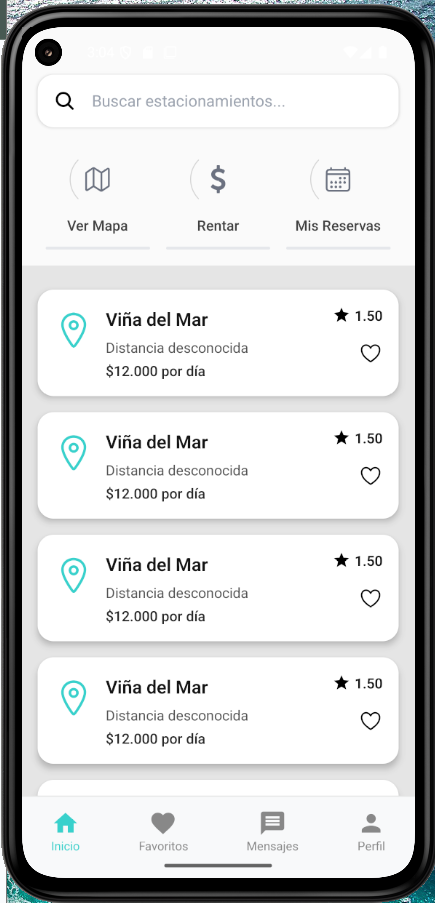 Buscar estacionamientos...
$
Ver Mapa Rentar Mis Reservas
Viña del Mar 1.50
Distancia desconocida
$12.000 por día
Viña del Mar 1.50
Distancia desconocida
$12.000 por día
Viña del Mar 1.50
Distancia desconocida
$12.000 por día
Viña del Mar 1.50
Distancia desconocida
$12.000 por día
Inicio Favoritos Mensajes Perfil